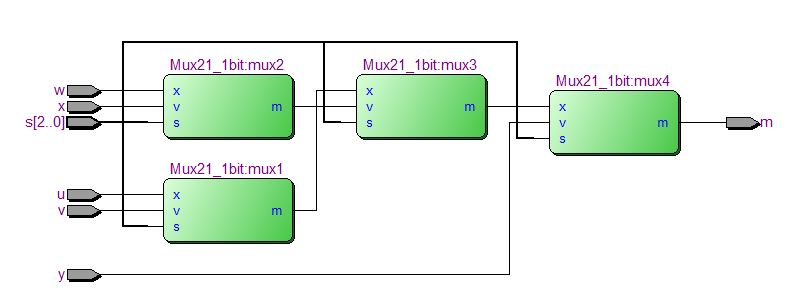 Mux21_1bit:mux2
Mux21_1bit:mux3
Mux21_1bit:mux4
w
x
s[2..0]
x
v
s
m
x
v
s
m
x
v
s
m
m
Mux21_1bit:mux1
u
v
x
v
s
m
y